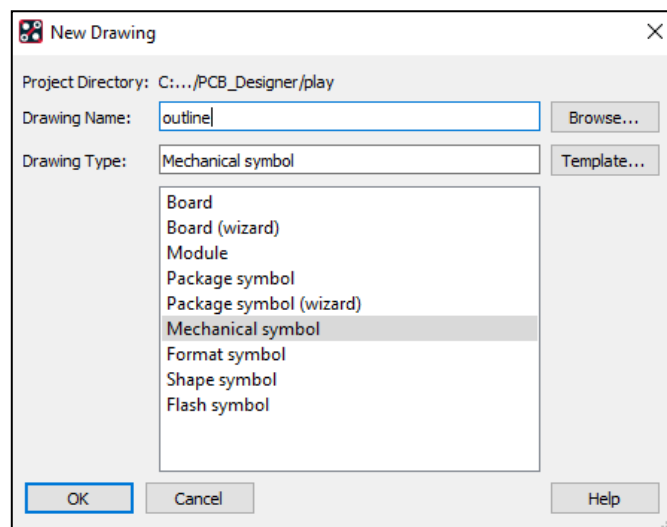 New Drawing
Project Directory: C:.../PCB_Designer/play
Drawing Name: outline Browse...
Drawing Type: Mechanical symbol Template...
Board
Board (wizard)
Module
Package symbol
Package symbol (wizard)
Mechanical symbol
Format symbol
Shape symbol
Flash symbol
OK Cancel Help